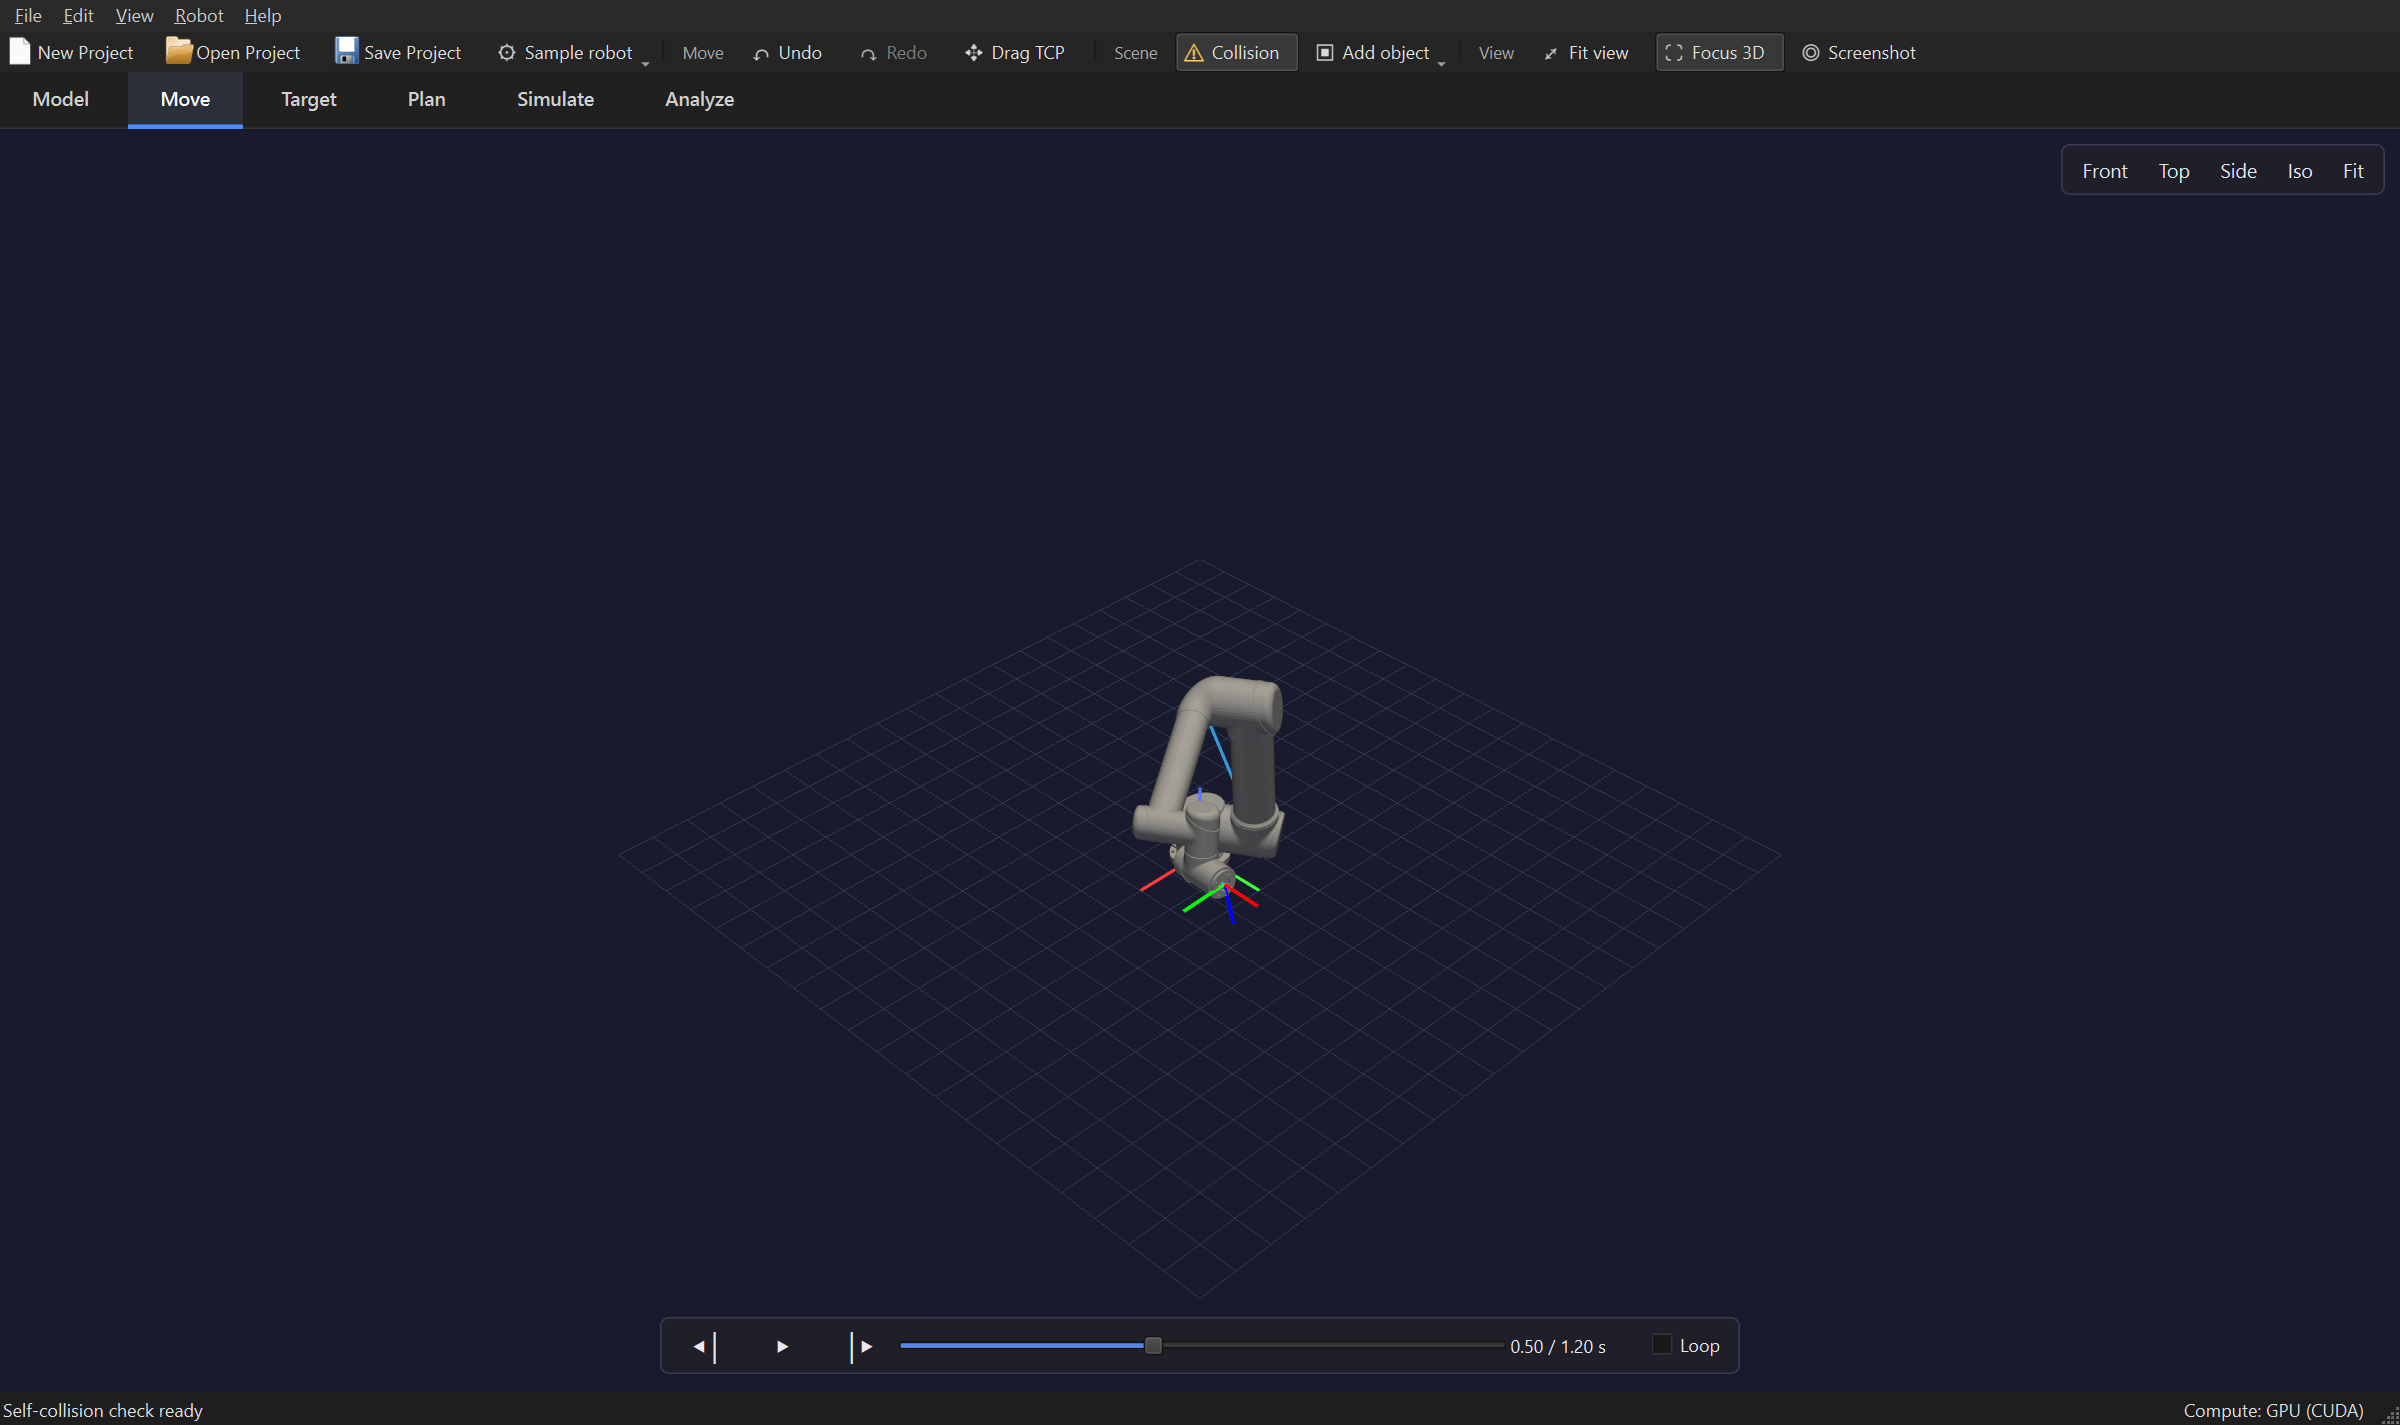 File Edit View Robot Help
New Project Open Project Save Project Sample robot Move Undo Redo Drag TCP Scene Collision Add object View Fit view Focus 3D Screenshot
Model Move Target Plan Simulate Analyze
Front Top Side Iso Fit
0.50 / 1.20 s Loop
Self-collision check ready Compute: GPU (CUDA)